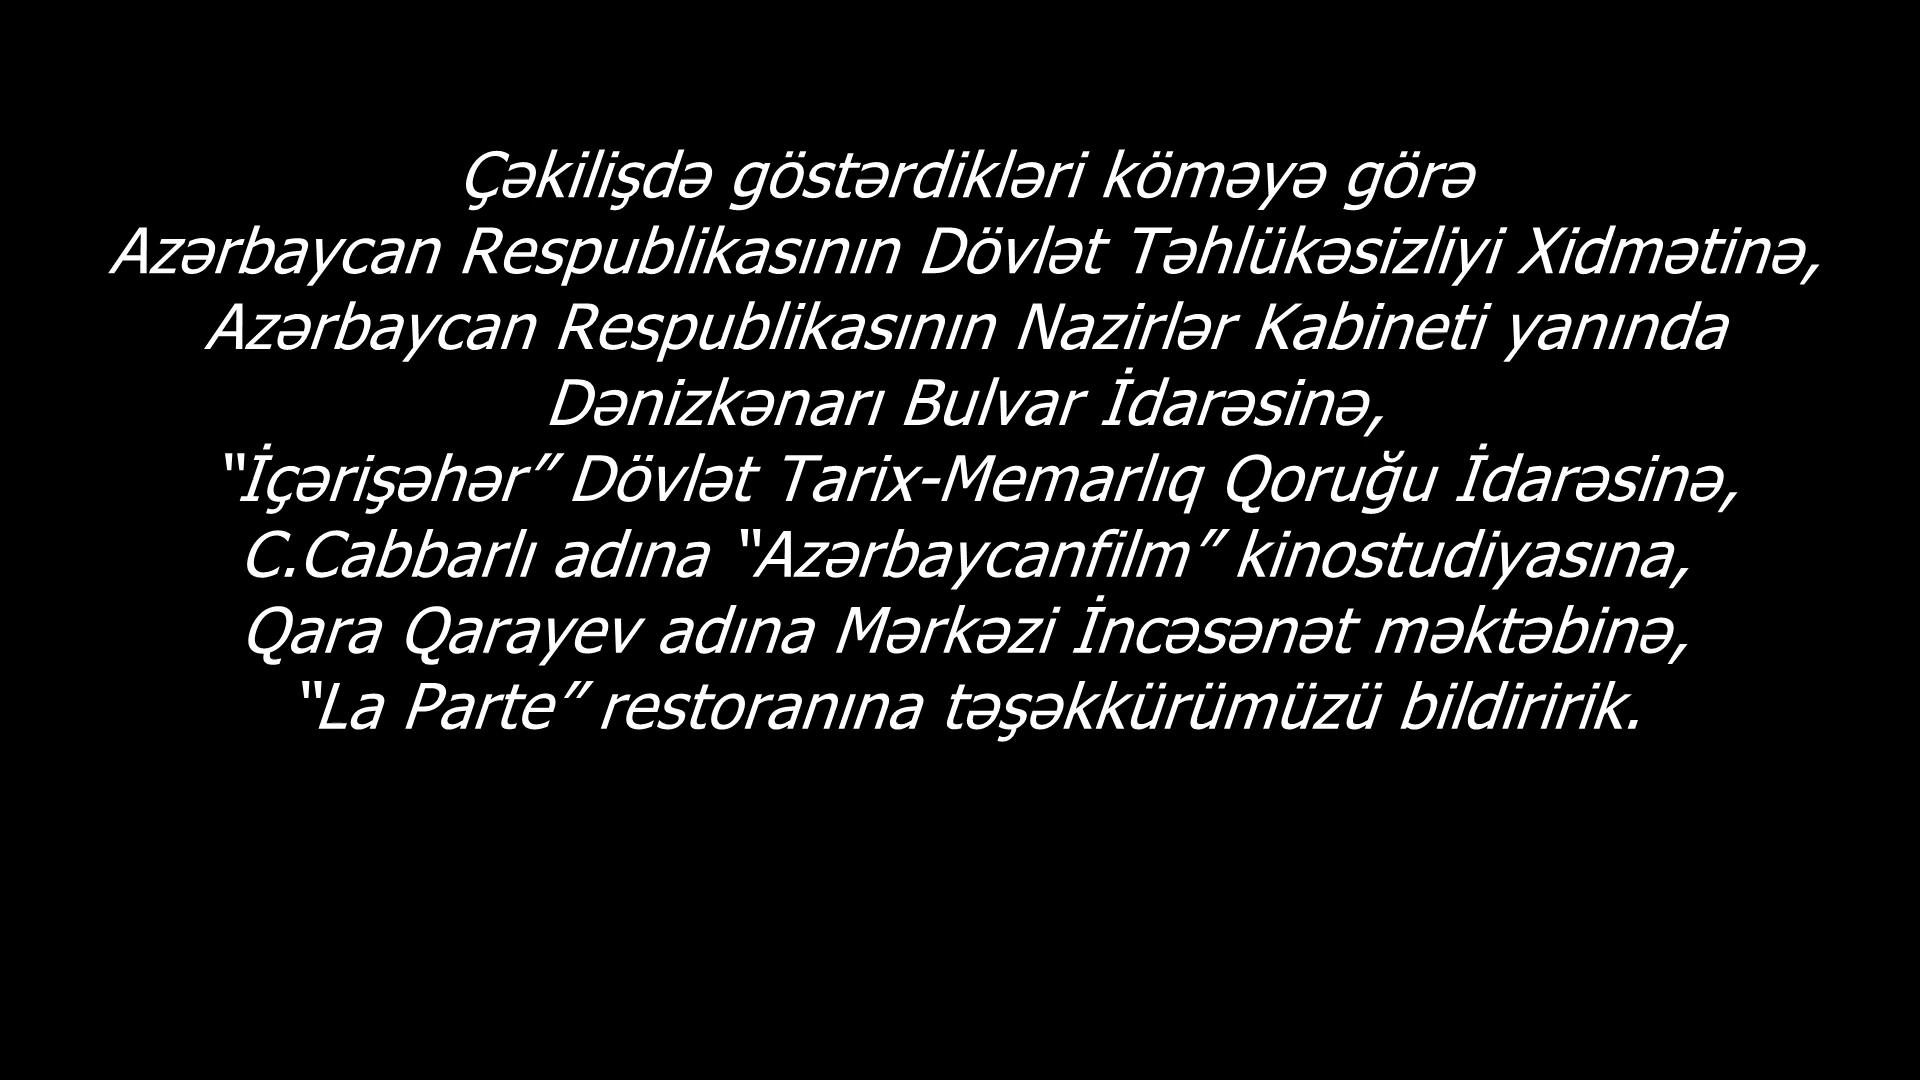 Çəkilişdə göstərdikləri köməyə görə
Azərbaycan Respublikasının Dövlət Təhlükəsizliyi Xidmətinə,
Azərbaycan Respublikasının Nazirlər Kabineti yanında
Dənizkənarı Bulvar İdarəsinə,
“İçərişəhər” Dövlət Tarix-Memarlıq Qoruğu İdarəsinə,
C.Cabbarlı adına “Azərbaycanfilm” kinostudiyasına,
Qara Qarayev adına Mərkəzi İncəsənət məktəbinə,
“La Parte” restoranına təşəkkürümüzü bildiririk.